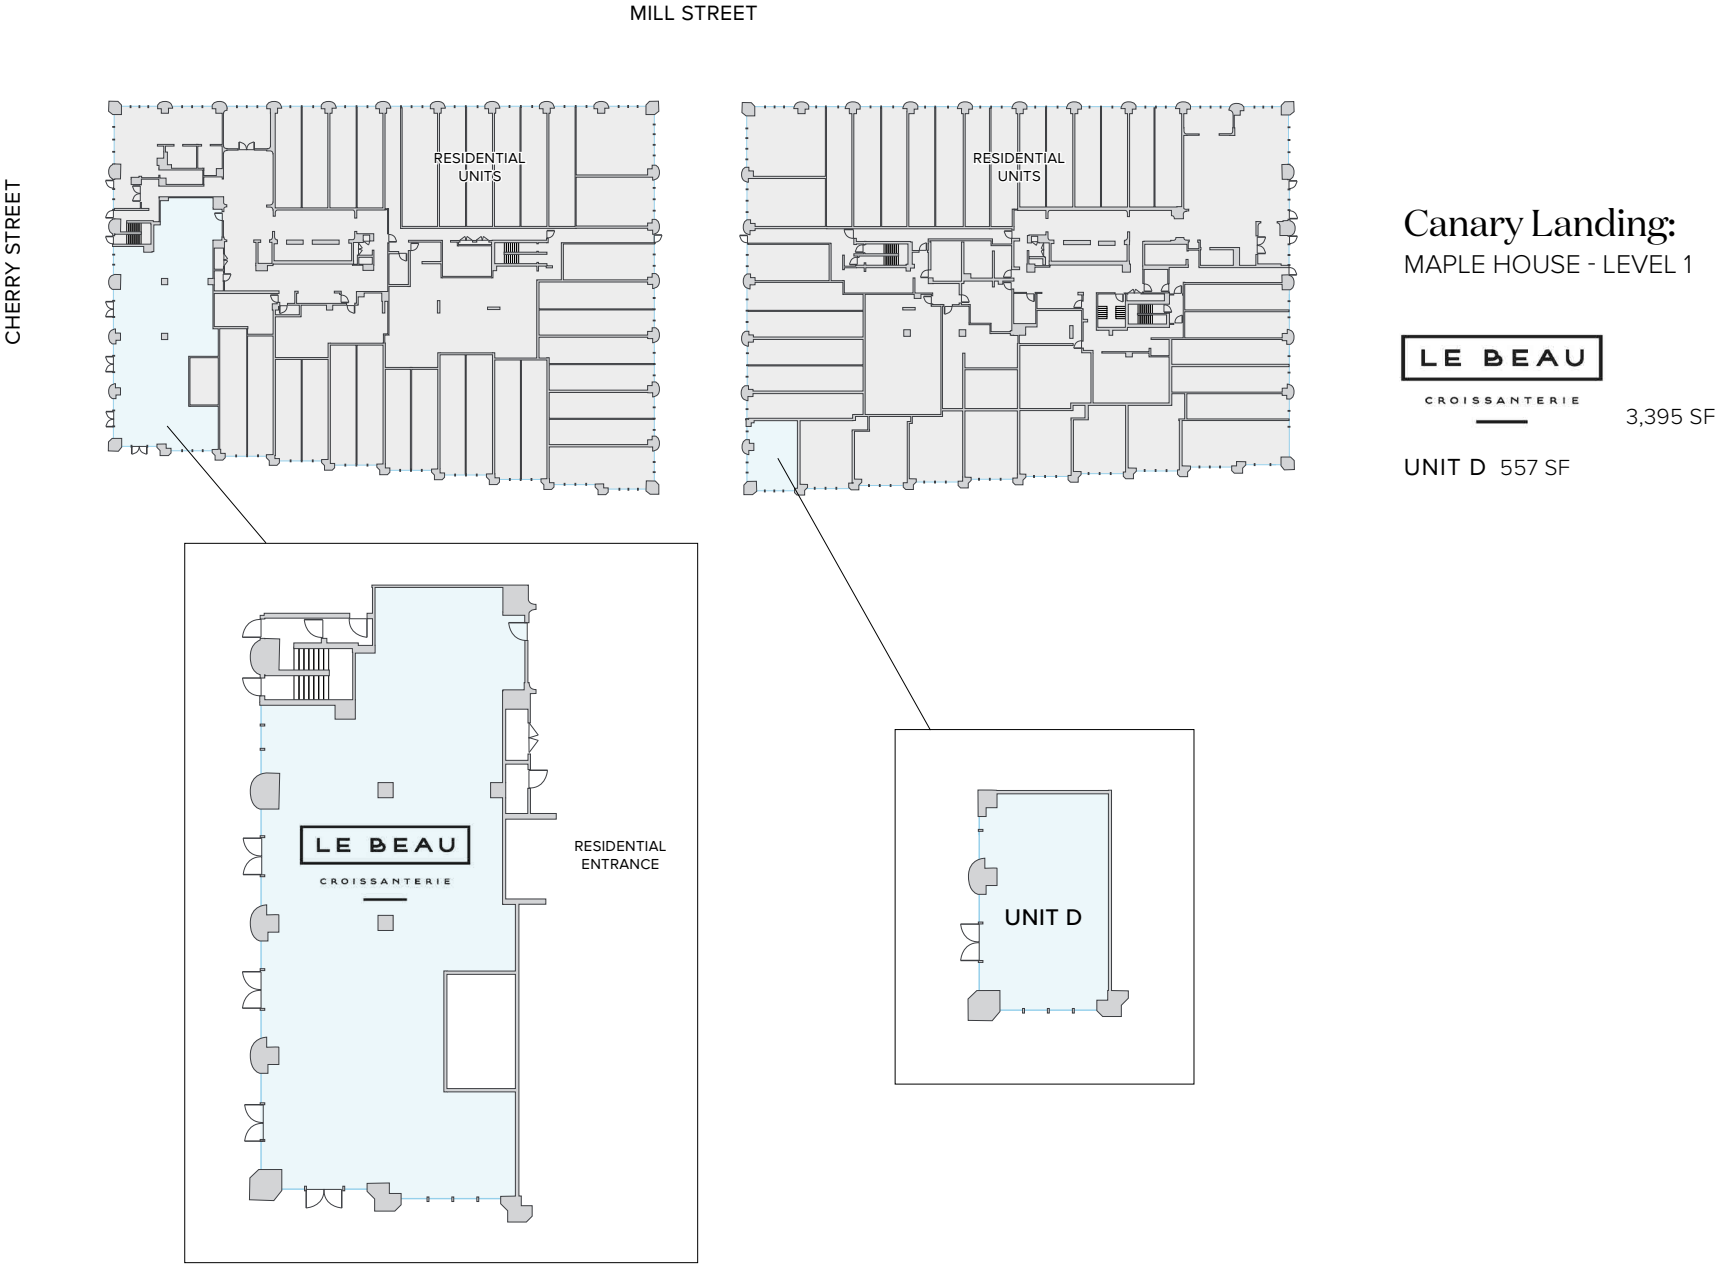 MILL STREET
CHERRY STREET
RESIDENTIAL
UNITS
RESIDENTIAL
UNITS
Canary Landing:
MAPLE HOUSE - LEVEL 1
LE BEAU
CROISSANTERIE
3,395 SF
UNIT D 557 SF
LE BEAU
CROISSANTERIE
RESIDENTIAL
ENTRANCE
UNIT D